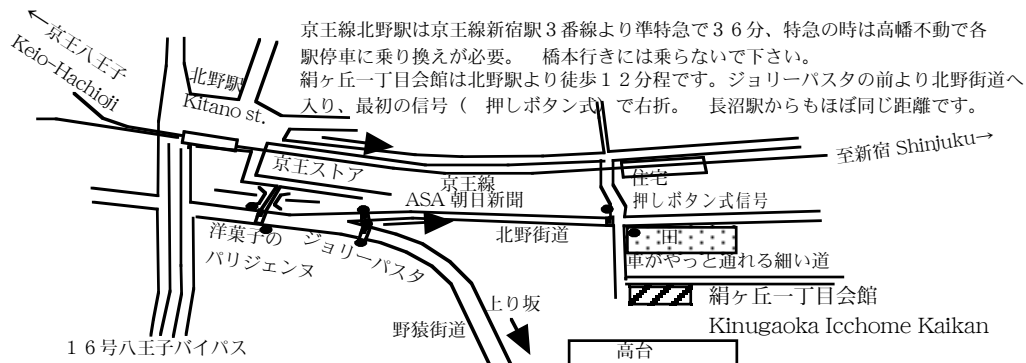 京王線北野駅は京王線新宿駅３番線より準特急で３６分、特急の時は高幡不動で各
駅停車に乗り換えが必要。　橋本行きには乗らないで下さい。
絹ヶ丘一丁目会館は北野駅より徒歩１２分程です。ジョリーパスタの前より北野街道へ
入り、最初の信号（　押しボタン式）で右折。　長沼駅からもほぼ同じ距離です。
←京王八王子
Keio-Hachioji
北野駅
Kitano st.
至新宿 Shinjuku→
京王ストア
京王線
住宅
ASA 朝日新聞
押しボタン式信号
北野街道
洋菓子の
パリジェンヌ
ジョリーパスタ
田
車がやっと通れる細い道
上り坂
絹ヶ丘一丁目会館
野猿街道
Kinugaoka Icchome Kaikan
１６号八王子バイパス
高台